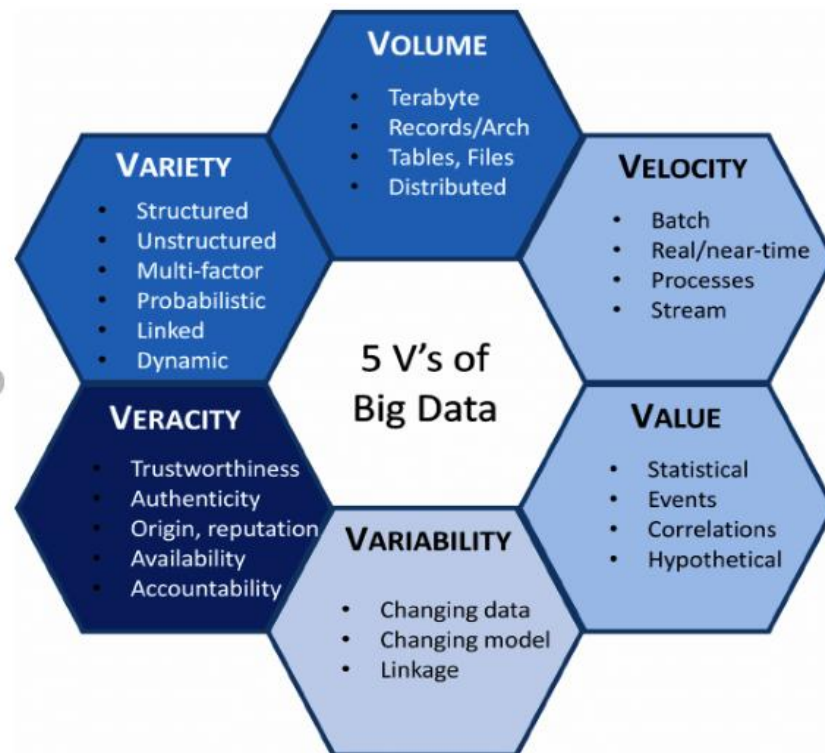 VOLUME
• Terabyte
• Records/Arch
• Tables, Files
• Distributed
VARIETY
• Structured
• Unstructured
• Multi-factor
• Probabilistic
• Linked
• Dynamic
VELOCITY
• Batch
• Real/near-time
• Processes
• Stream
5 V's of
Big Data
VERACITY
• Trustworthiness
• Authenticity
• Origin, reputation
• Availability
• Accountability
VALUE
• Statistical
• Events
• Correlations
• Hypothetical
VARIABILITY
• Changing data
• Changing model
• Linkage